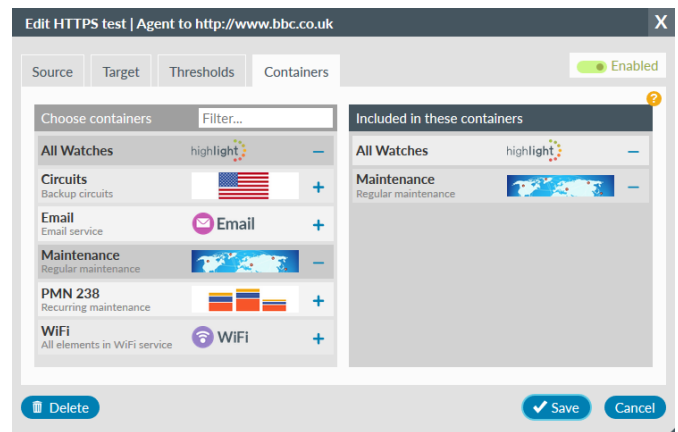 Edit HTTPS test | Agent to http://www.bbc.co.uk X
Source Target Thresholds Containers Enabled
?
Choose containers Filter... Included in these containers
All Watches highlight − All Watches highlight −
Circuits
Backup circuits +
Maintenance
Regular maintenance −
Email
Email service Email +
Maintenance
Regular maintenance −
PMN 238
Recurring maintenance +
WiFi
All elements in WiFi service WiFi +
Delete Save Cancel